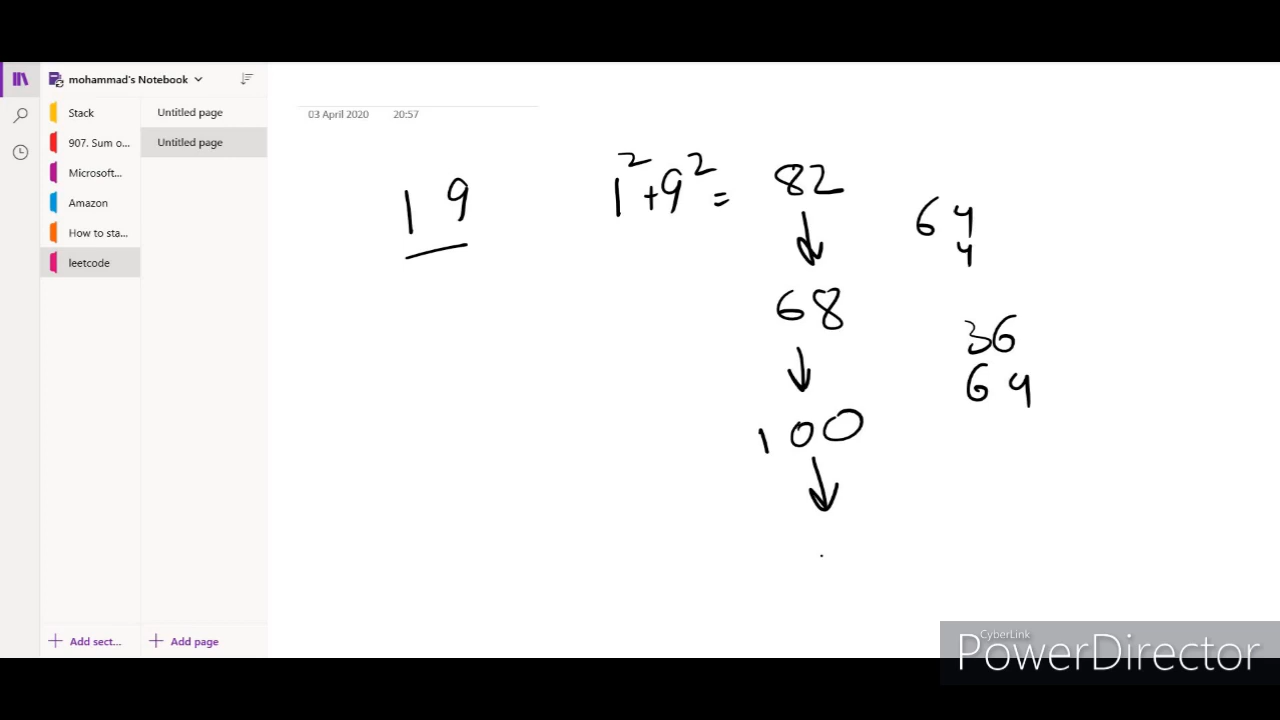 mohammad's Notebook
Stack
907. Sum o...
Microsoft...
Amazon
How to sta...
leetcode
Add sect...
Untitled page
Untitled page
Add page
03 April 2020 20:57
19
1²+9² = 82
64
4
68
36
64
100
CyberLink
PowerDirector